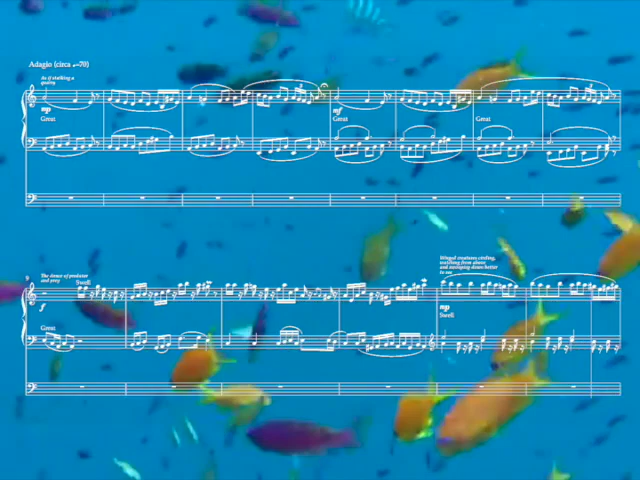 Adagio (circa ♩=70)
As if stalking a
quarry
mp
Great
mf
Great
Great
9
The dance of predator
and prey
Swell
f
Great
Winged creatures circling,
watching from above
and swooping down better
to see
mp
Swell